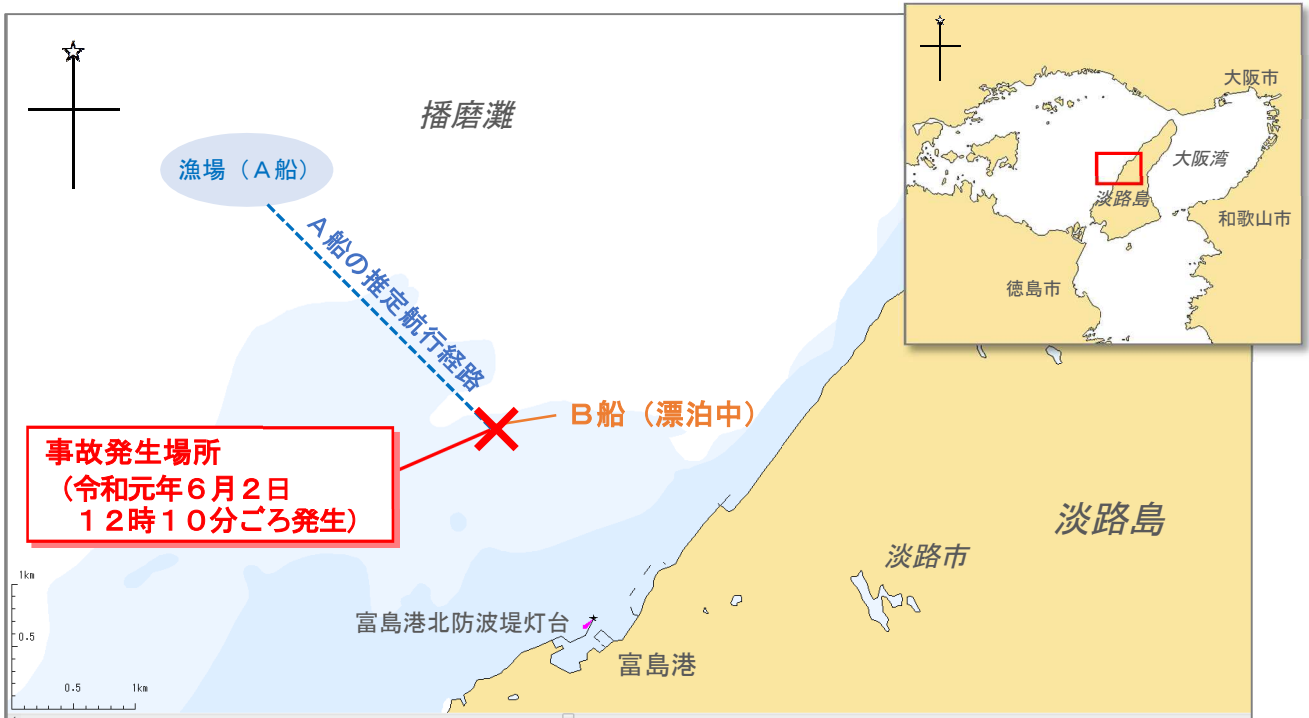 播磨灘
漁場（Ａ船）
Ａ船の推定航行経路
Ｂ船（漂泊中）
事故発生場所
（令和元年６月２日
１２時１０分ごろ発生）
淡路島
淡路市
富島港北防波堤灯台
富島港
1km
0.5
0.5
1km
大阪市
大阪湾
淡路島
和歌山市
徳島市